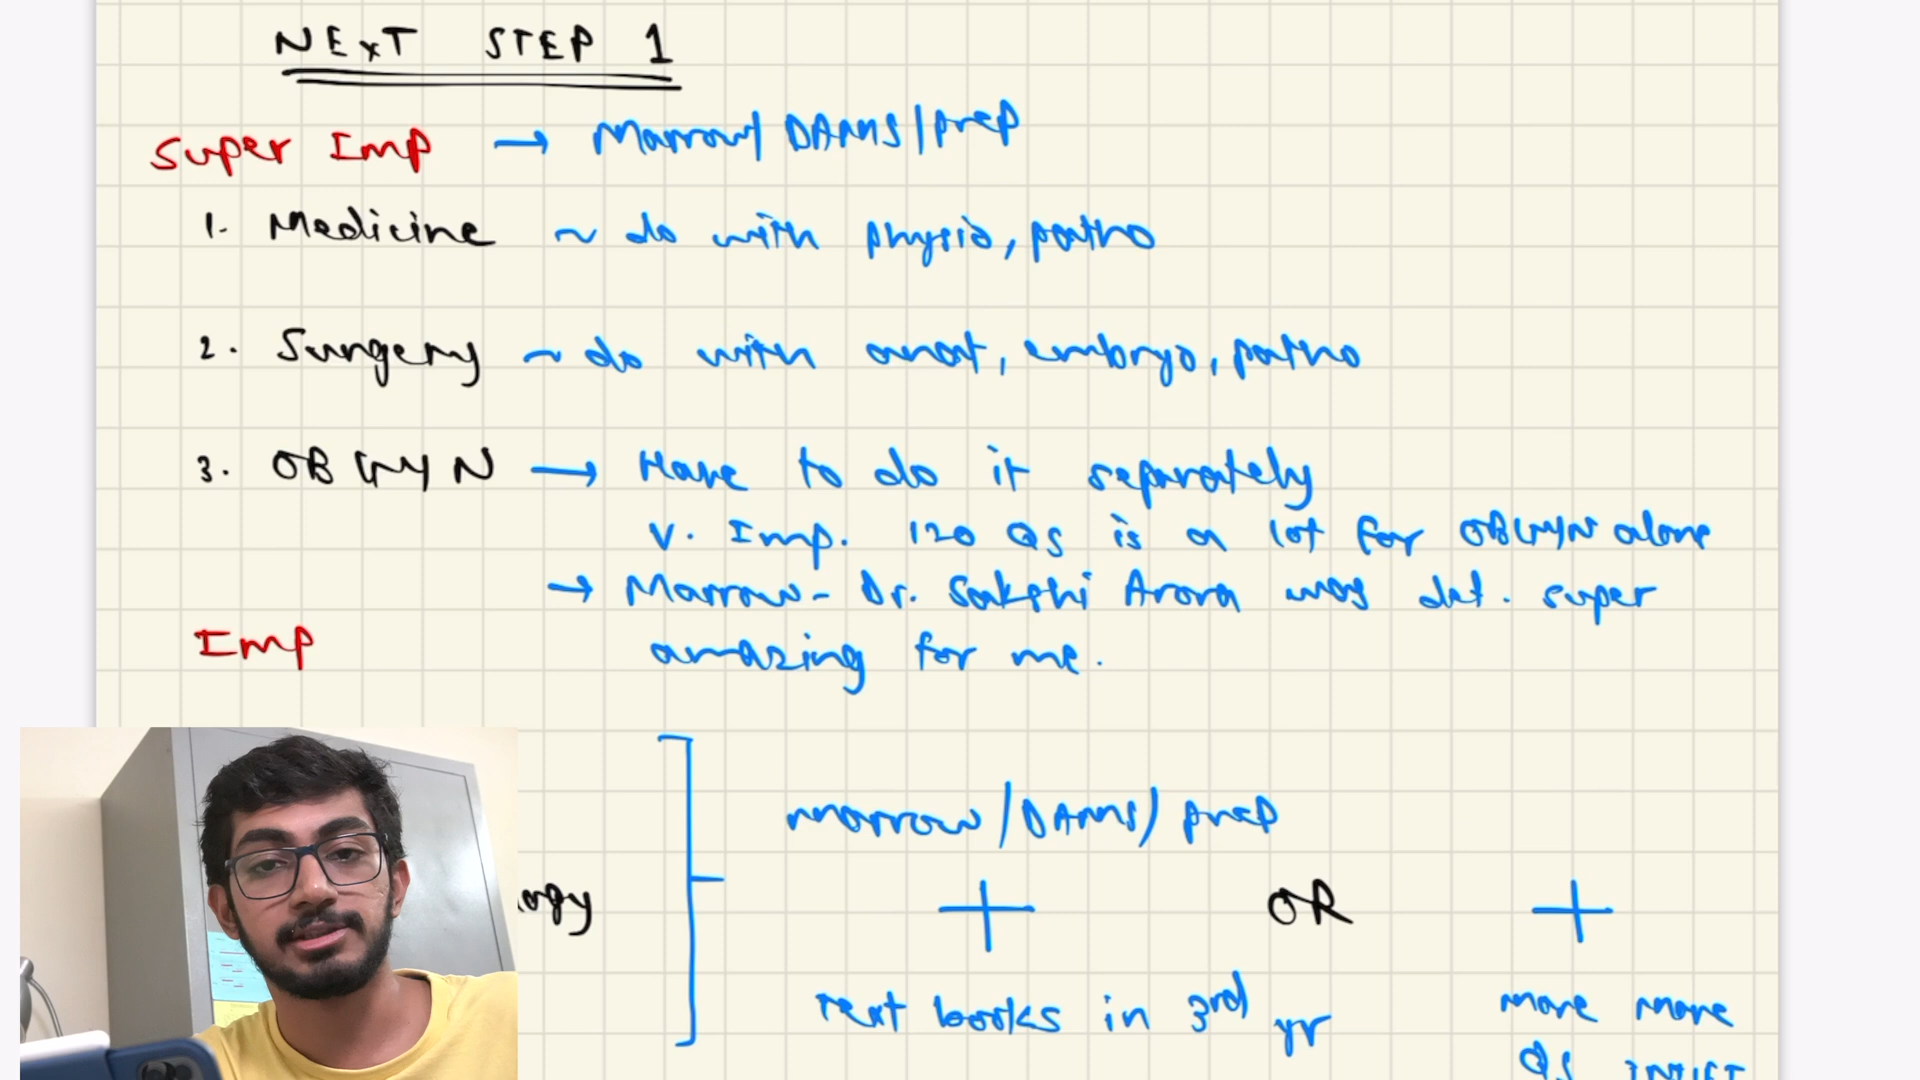 NExT STEP 1
Super Imp → Marrow/DAMS/prep
1. Medicine ~ do with physio, patho
2. Surgery ~ do with anat, embryo, patho
3. OBGYN → Have to do it separately
V. Imp. 120 Qs is a lot for OBGYN alone
→ Marrow - Dr. Sakshi Arora was def. super
amazing for me.
Imp
marrow/DAMS/prep
+ OR +
Text books in 3rd yr
more more
Qs